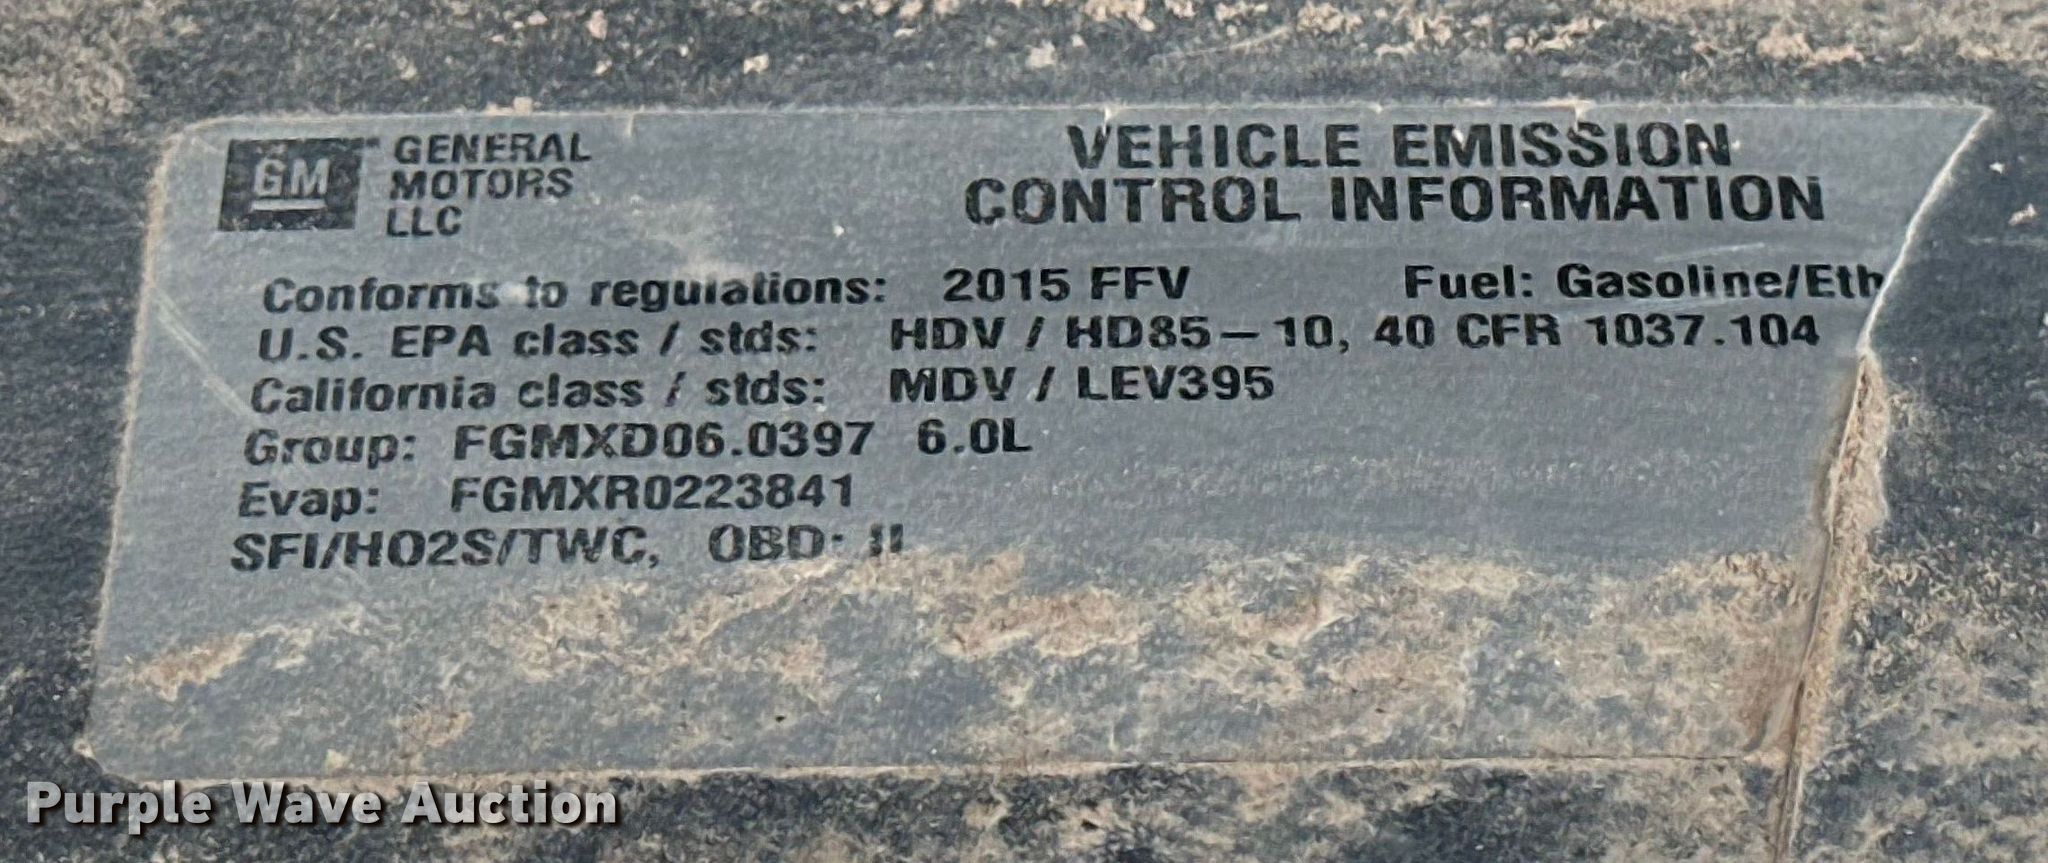 GM GENERAL MOTORS LLC
VEHICLE EMISSION
CONTROL INFORMATION
Conforms to regulations: 2015 FFV Fuel: Gasoline/Eth
U.S. EPA class / stds: HDV / HD85-10, 40 CFR 1037.104
California class / stds: MDV / LEV395
Group: FGMXD06.0397 6.0L
Evap: FGMXR0223841
SFI/HO2S/TWC, OBD: II
Purple Wave Auction